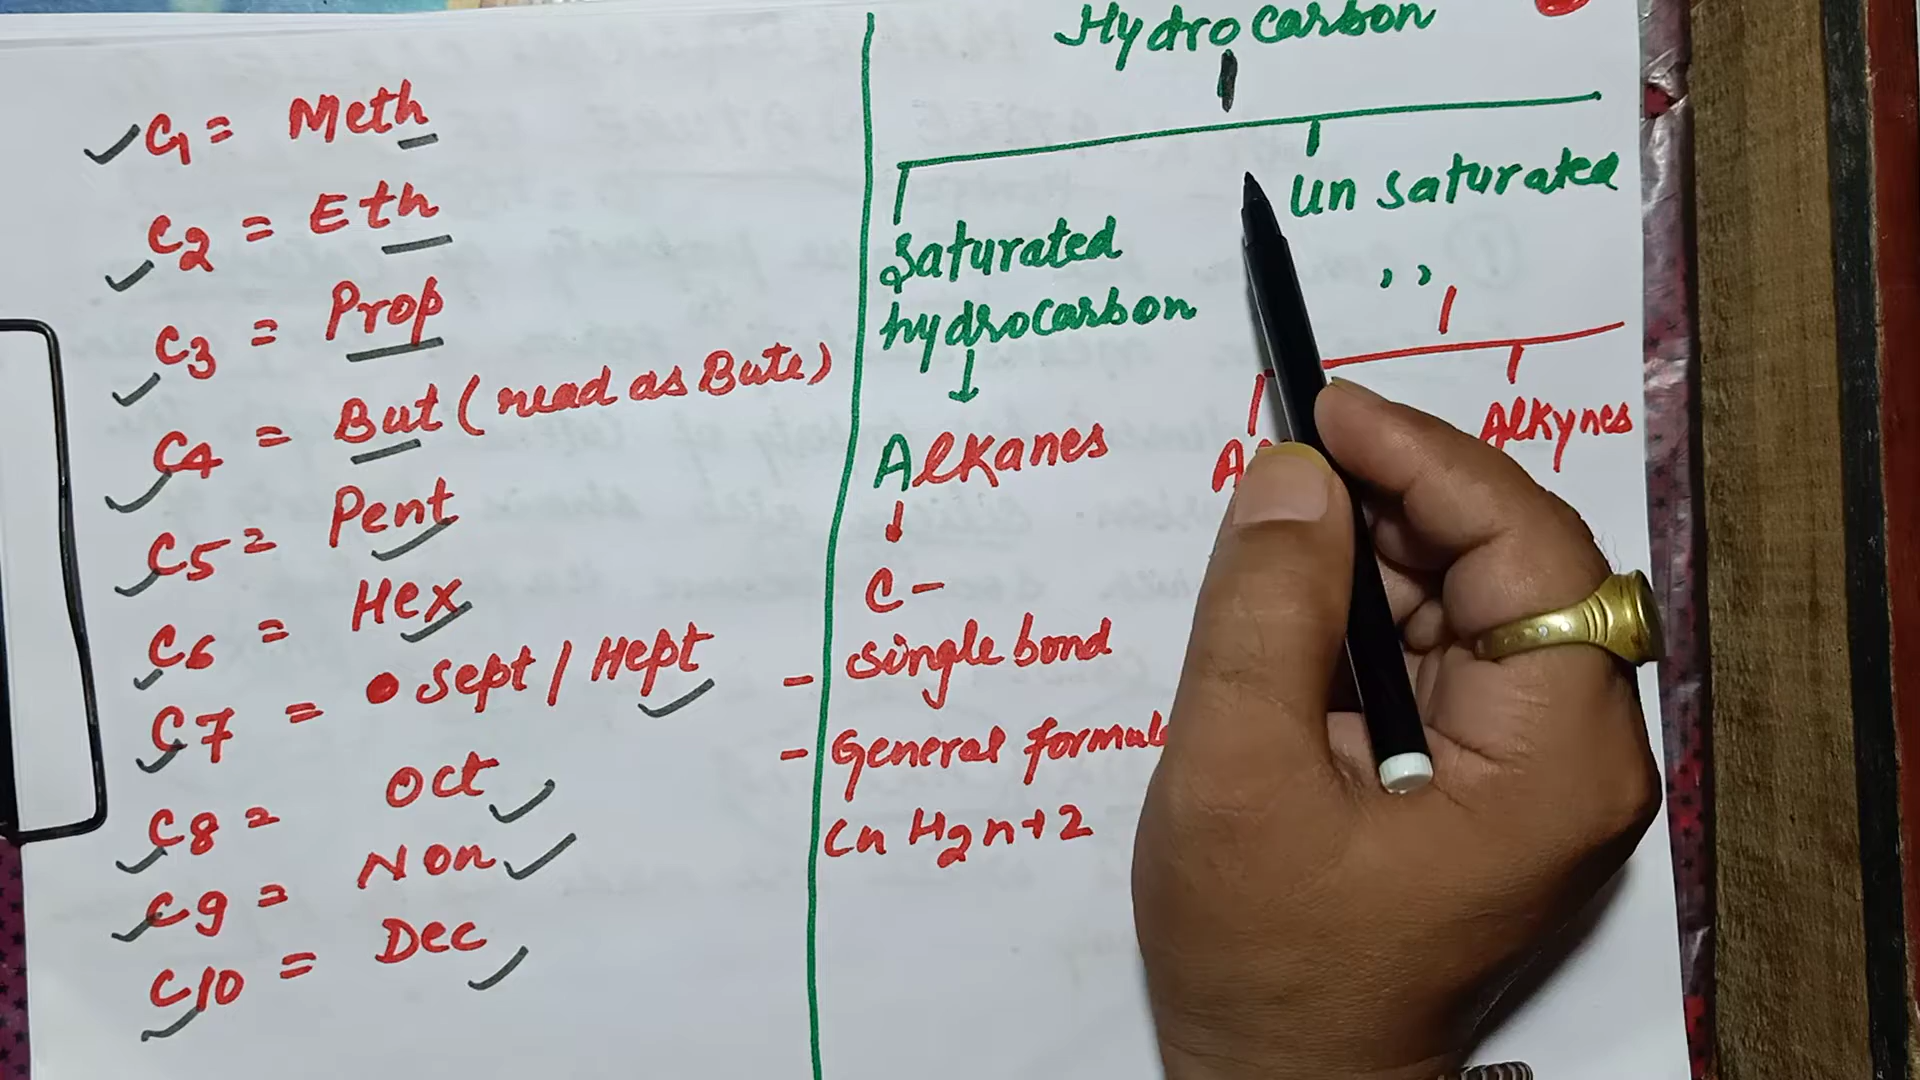 C1 = Meth
C2 = Eth
C3 = Prop
C4 = But (read as Bute)
C5 = Pent
C6 = Hex
C7 = Sept / Hept
C8 = Oct
C9 = Non
C10 = Dec
Hydrocarbon
Saturated
hydrocarbon
Un saturated
,,
Alkanes
Alkynes
C-
- Single bond
- General formula
Cn H2n+2